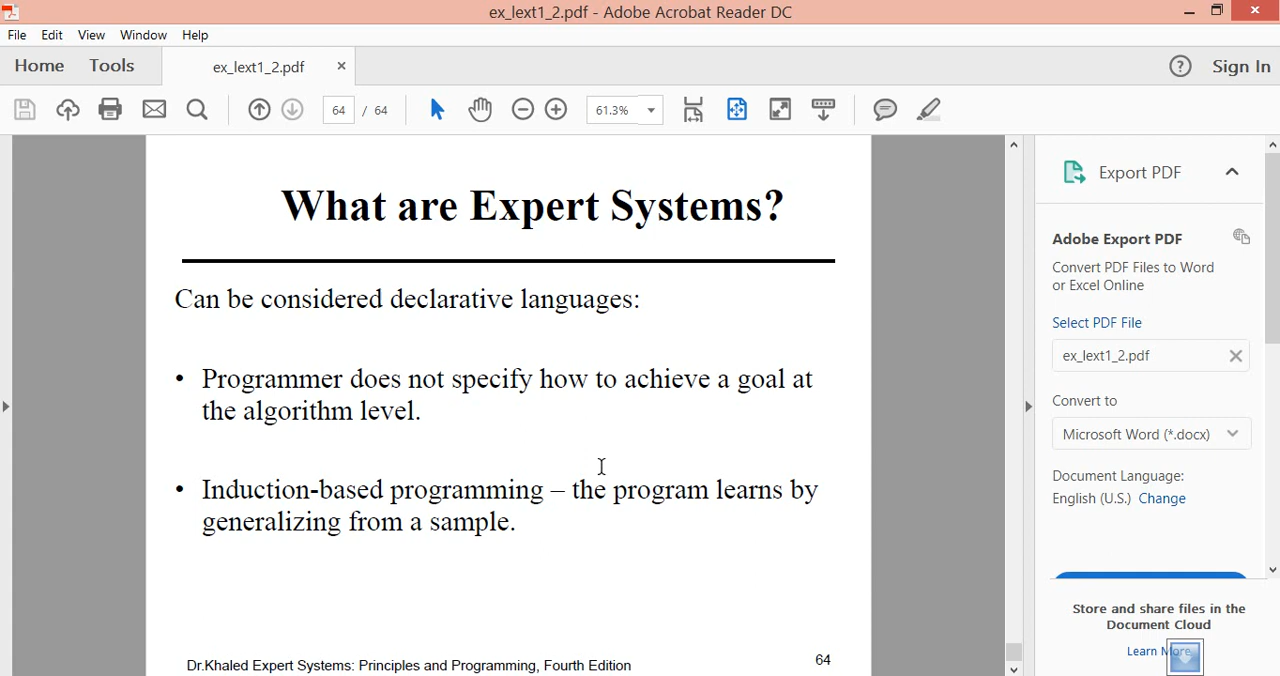 ex_lext1_2.pdf - Adobe Acrobat Reader DC
File Edit View Window Help
Home Tools ex_lext1_2.pdf × ? Sign In
64 / 64 61.3%
Export PDF
What are Expert Systems?
Adobe Export PDF
Convert PDF Files to Word
or Excel Online
Can be considered declarative languages:
Select PDF File
ex_lext1_2.pdf
• Programmer does not specify how to achieve a goal at
the algorithm level.
Convert to
Microsoft Word (*.docx)
Document Language:
English (U.S.) Change
• Induction-based programming – the program learns by
generalizing from a sample.
Store and share files in the
Document Cloud
Learn More
Dr.Khaled Expert Systems: Principles and Programming, Fourth Edition 64